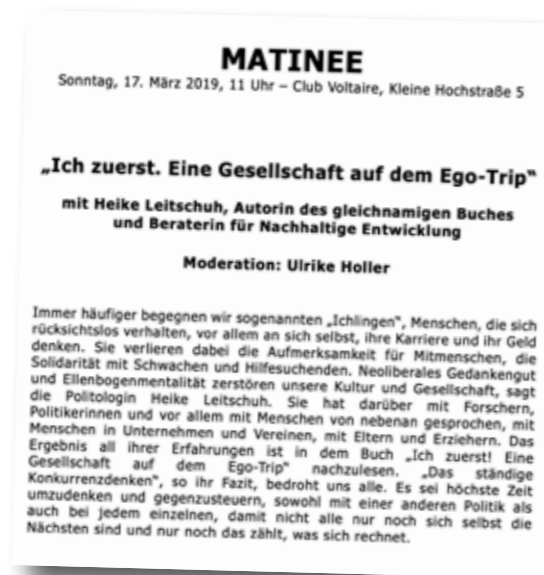 MATINEE
Sonntag, 17. März 2019, 11 Uhr – Club Voltaire, Kleine Hochstraße 5
„Ich zuerst. Eine Gesellschaft auf dem Ego-Trip“
mit Heike Leitschuh, Autorin des gleichnamigen Buches
und Beraterin für Nachhaltige Entwicklung
Moderation: Ulrike Holler
Immer häufiger begegnen wir sogenannten „Ichlingen“, Menschen, die sich
rücksichtslos verhalten, vor allem an sich selbst, ihre Karriere und ihr Geld
denken. Sie verlieren dabei die Aufmerksamkeit für Mitmenschen, die
Solidarität mit Schwachen und Hilfesuchenden. Neoliberales Gedankengut
und Ellenbogenmentalität zerstören unsere Kultur und Gesellschaft, sagt
die Politologin Heike Leitschuh. Sie hat darüber mit Forschern,
Politikerinnen und vor allem mit Menschen von nebenan gesprochen, mit
Menschen in Unternehmen und Vereinen, mit Eltern und Erziehern. Das
Ergebnis all ihrer Erfahrungen ist in dem Buch „Ich zuerst! Eine
Gesellschaft auf dem Ego-Trip“ nachzulesen. „Das ständige
Konkurrenzdenken“, so ihr Fazit, bedroht uns alle. Es sei höchste Zeit
umzudenken und gegenzusteuern, sowohl mit einer anderen Politik als
auch bei jedem einzelnen, damit nicht alle nur noch sich selbst die
Nächsten sind und nur noch das zählt, was sich rechnet.